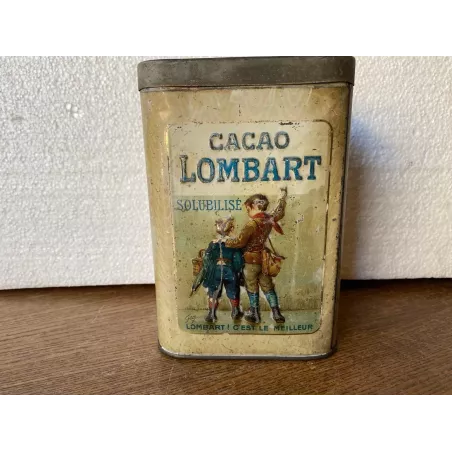 CACAO
LOMBART
SOLUBILISÉ
LOMBART! C'EST LE MEILLEUR